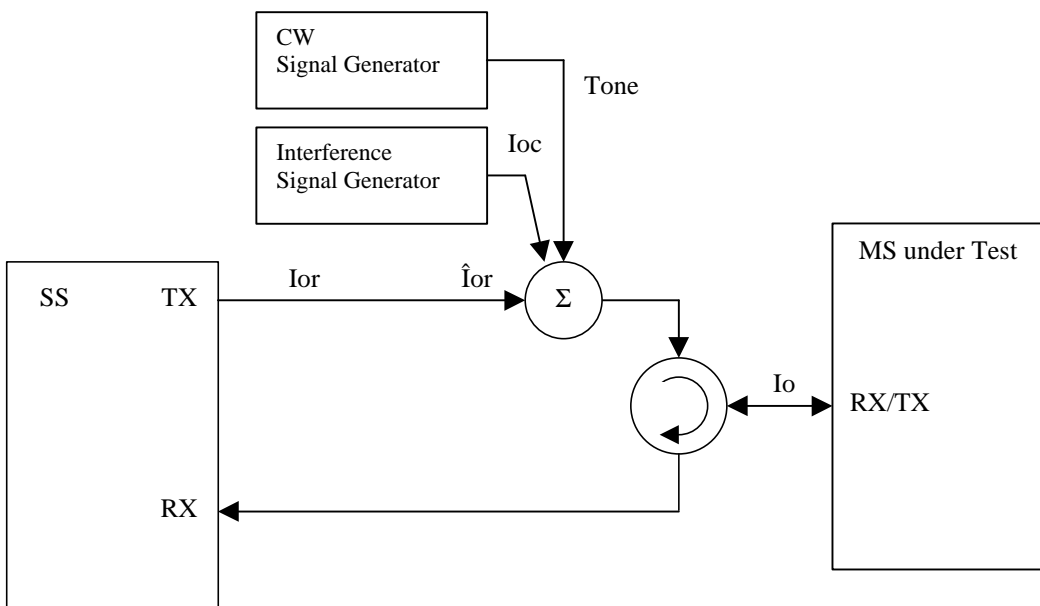 CW
Signal Generator
Tone
Interference
Signal Generator
Ioc
MS under Test
SS
TX
Ior
Îor
Σ
Io
RX/TX
RX